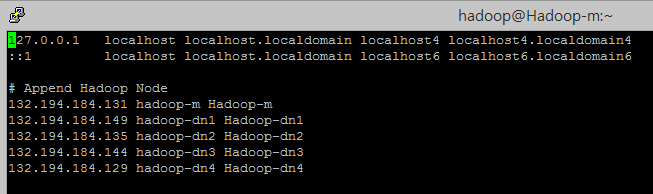 hadoop@Hadoop-m:~
127.0.0.1   localhost localhost.localdomain localhost4 localhost4.localdomain4
::1         localhost localhost.localdomain localhost6 localhost6.localdomain6
# Append Hadoop Node
132.194.184.131 hadoop-m Hadoop-m
132.194.184.149 hadoop-dn1 Hadoop-dn1
132.194.184.135 hadoop-dn2 Hadoop-dn2
132.194.184.144 hadoop-dn3 Hadoop-dn3
132.194.184.129 hadoop-dn4 Hadoop-dn4